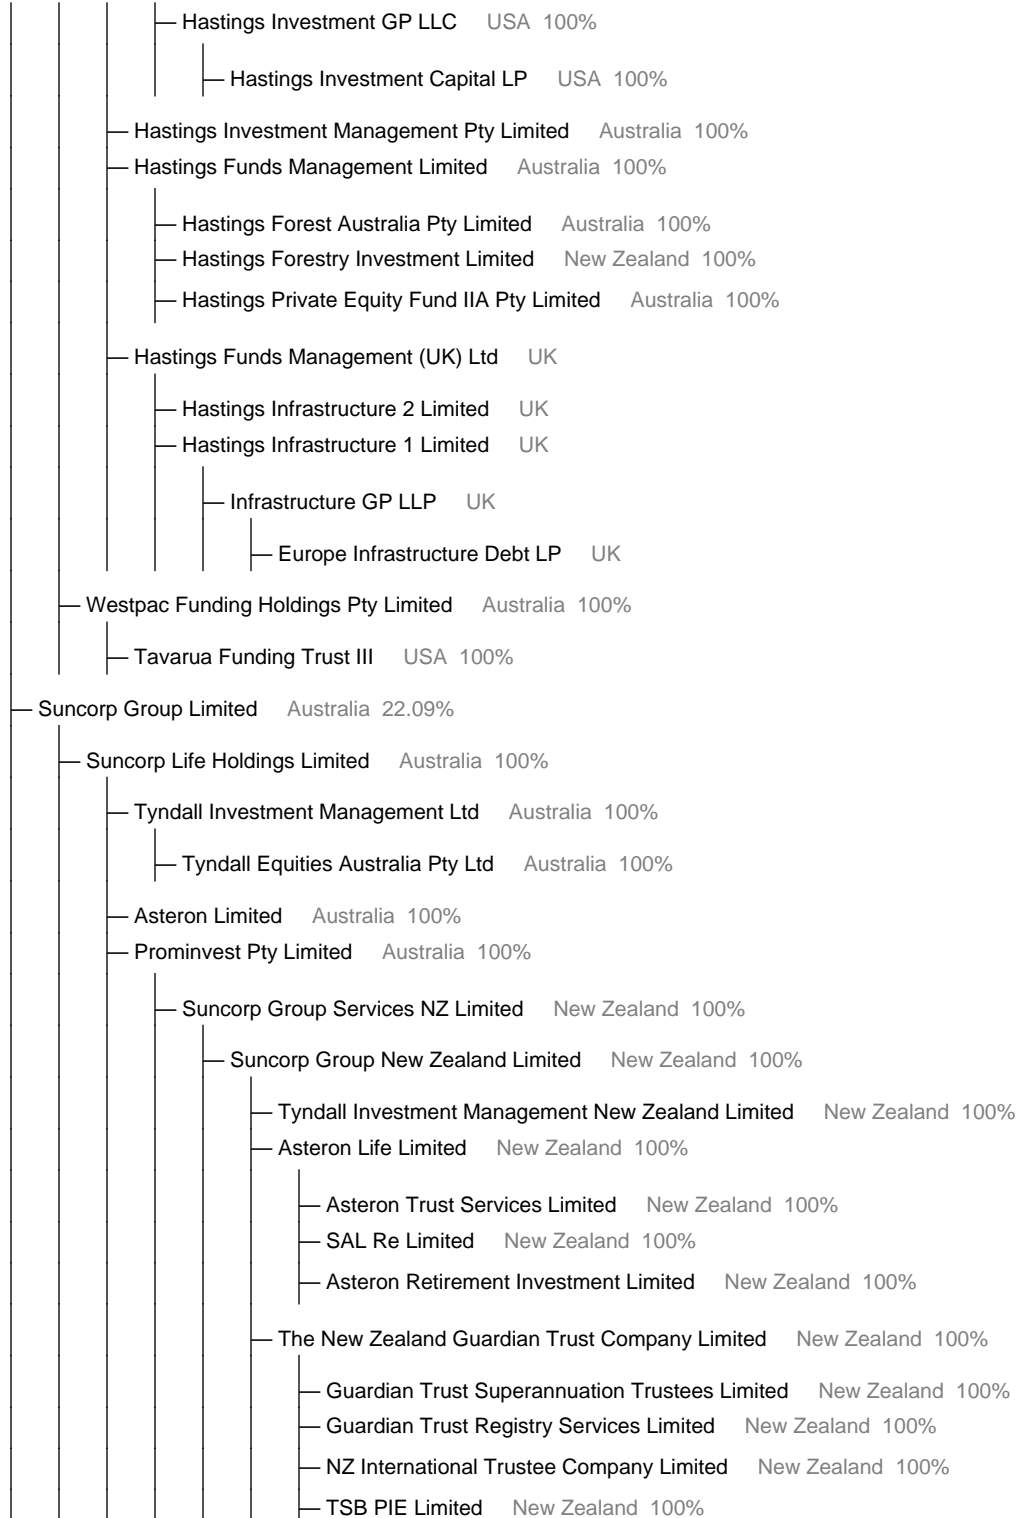 Hastings Investment GP LLC USA 100%
Hastings Investment Capital LP USA 100%
Hastings Investment Management Pty Limited Australia 100%
Hastings Funds Management Limited Australia 100%
Hastings Forest Australia Pty Limited Australia 100%
Hastings Forestry Investment Limited New Zealand 100%
Hastings Private Equity Fund IIA Pty Limited Australia 100%
Hastings Funds Management (UK) Ltd UK
Hastings Infrastructure 2 Limited UK
Hastings Infrastructure 1 Limited UK
Infrastructure GP LLP UK
Europe Infrastructure Debt LP UK
Westpac Funding Holdings Pty Limited Australia 100%
Tavarua Funding Trust III USA 100%
Suncorp Group Limited Australia 22.09%
Suncorp Life Holdings Limited Australia 100%
Tyndall Investment Management Ltd Australia 100%
Tyndall Equities Australia Pty Ltd Australia 100%
Asteron Limited Australia 100%
Prominvest Pty Limited Australia 100%
Suncorp Group Services NZ Limited New Zealand 100%
Suncorp Group New Zealand Limited New Zealand 100%
Tyndall Investment Management New Zealand Limited New Zealand 100%
Asteron Life Limited New Zealand 100%
Asteron Trust Services Limited New Zealand 100%
SAL Re Limited New Zealand 100%
Asteron Retirement Investment Limited New Zealand 100%
The New Zealand Guardian Trust Company Limited New Zealand 100%
Guardian Trust Superannuation Trustees Limited New Zealand 100%
Guardian Trust Registry Services Limited New Zealand 100%
NZ International Trustee Company Limited New Zealand 100%
TSB PIE Limited New Zealand 100%